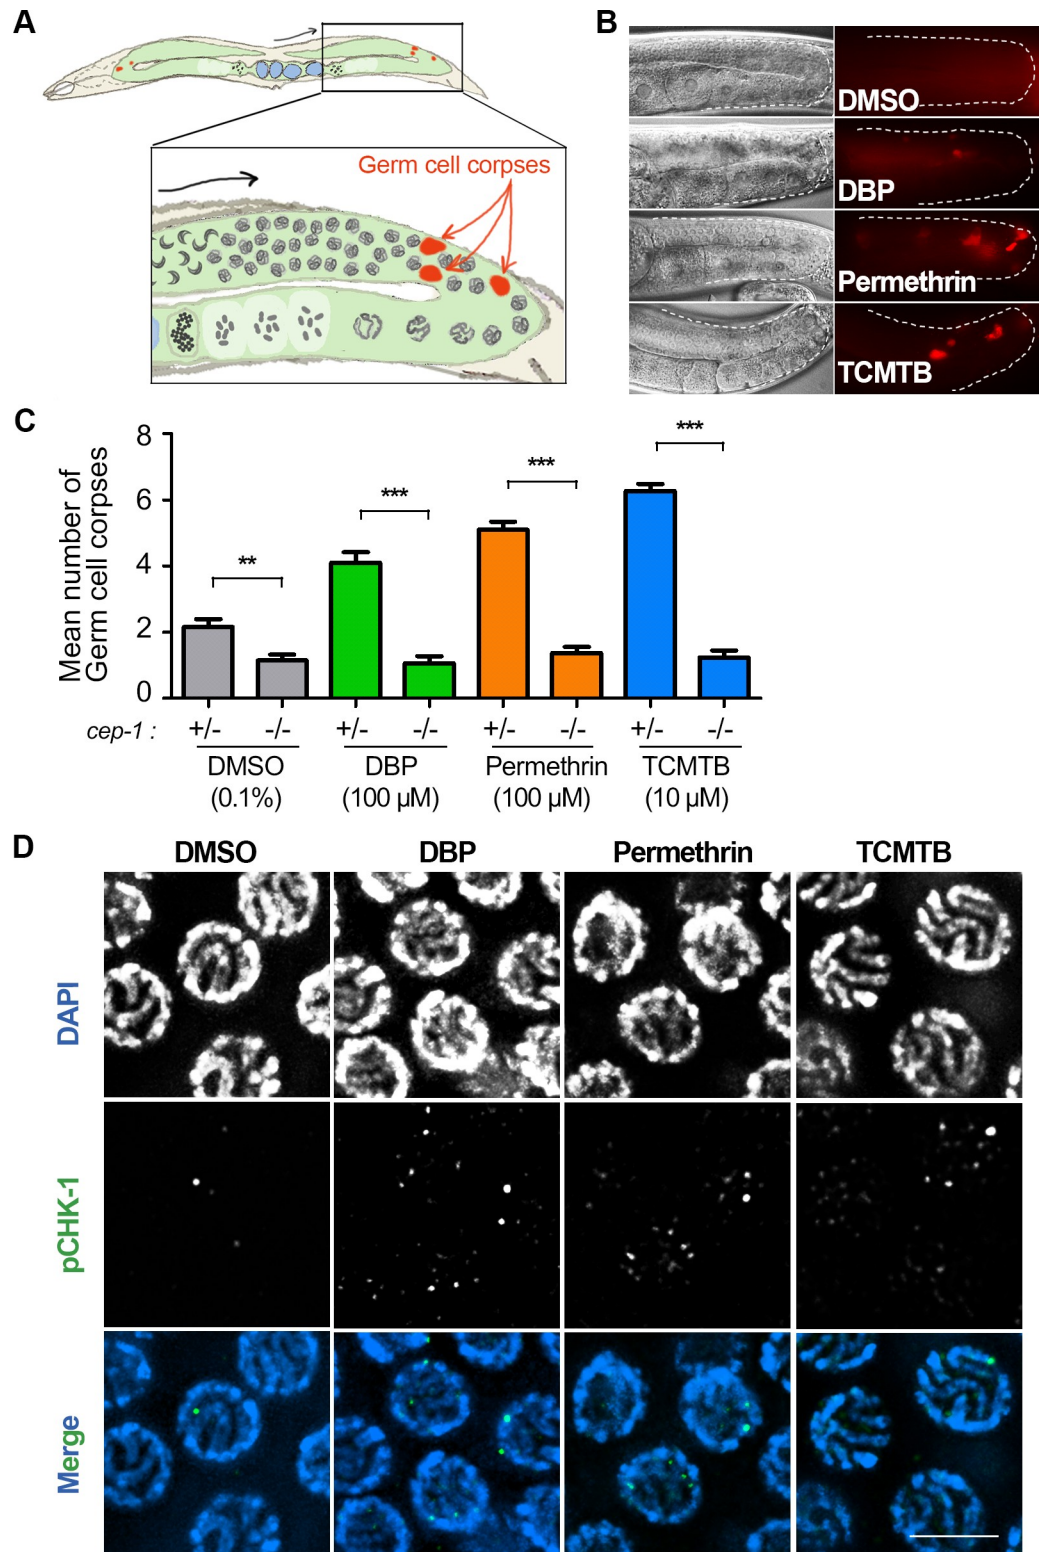 A
Germ cell corpses
B
DMSO
DBP
Permethrin
TCMTB
C
Mean number of
Germ cell corpses
8
6
4
2
0
**
***
***
***
cep-1 : +/- -/- +/- -/- +/- -/- +/- -/-
DMSO DBP Permethrin TCMTB
(0.1%) (100 µM) (100 µM) (10 µM)
D
DMSO DBP Permethrin TCMTB
DAPI
pCHK-1
Merge